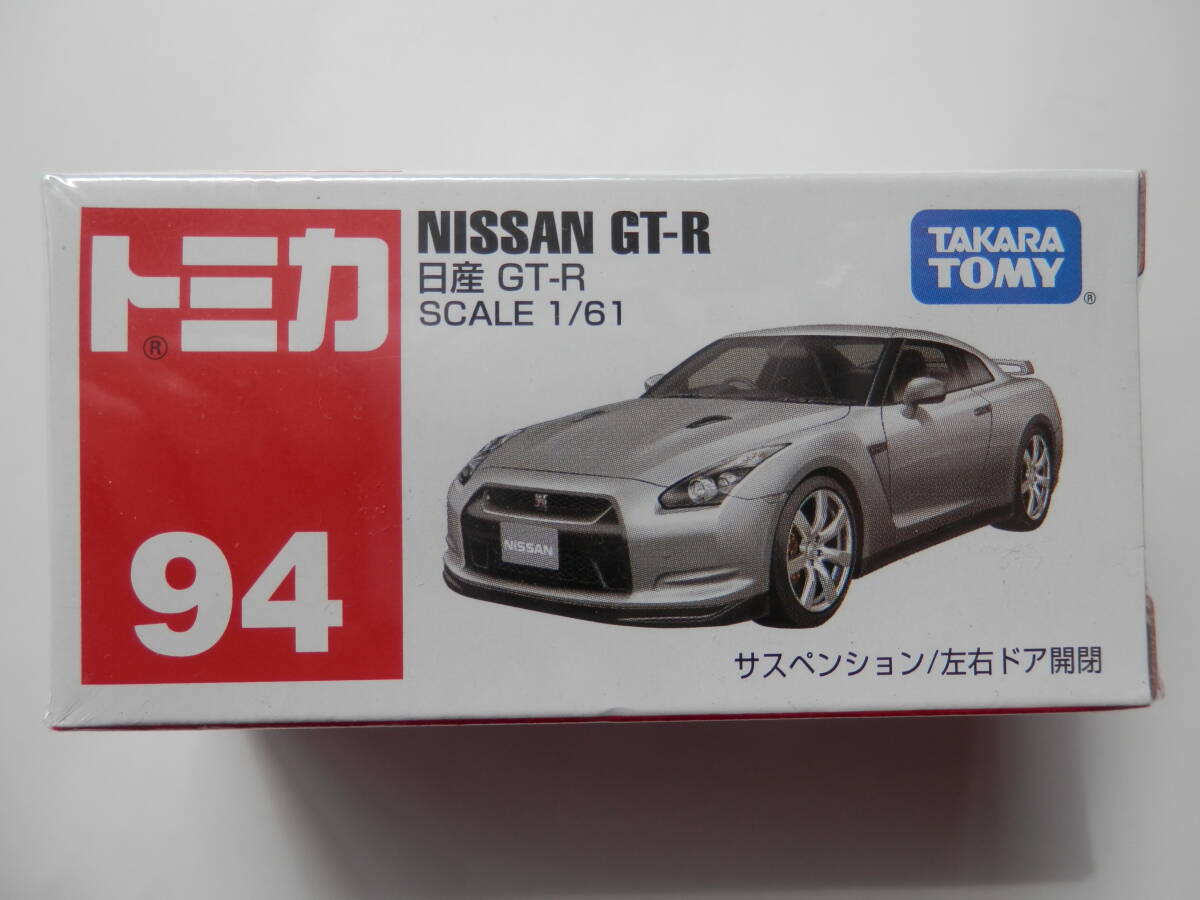 トミカ
®
94
NISSAN GT-R
日産 GT-R
SCALE 1/61
TAKARA
TOMY
®
NISSAN
サスペンション/左右ドア開閉